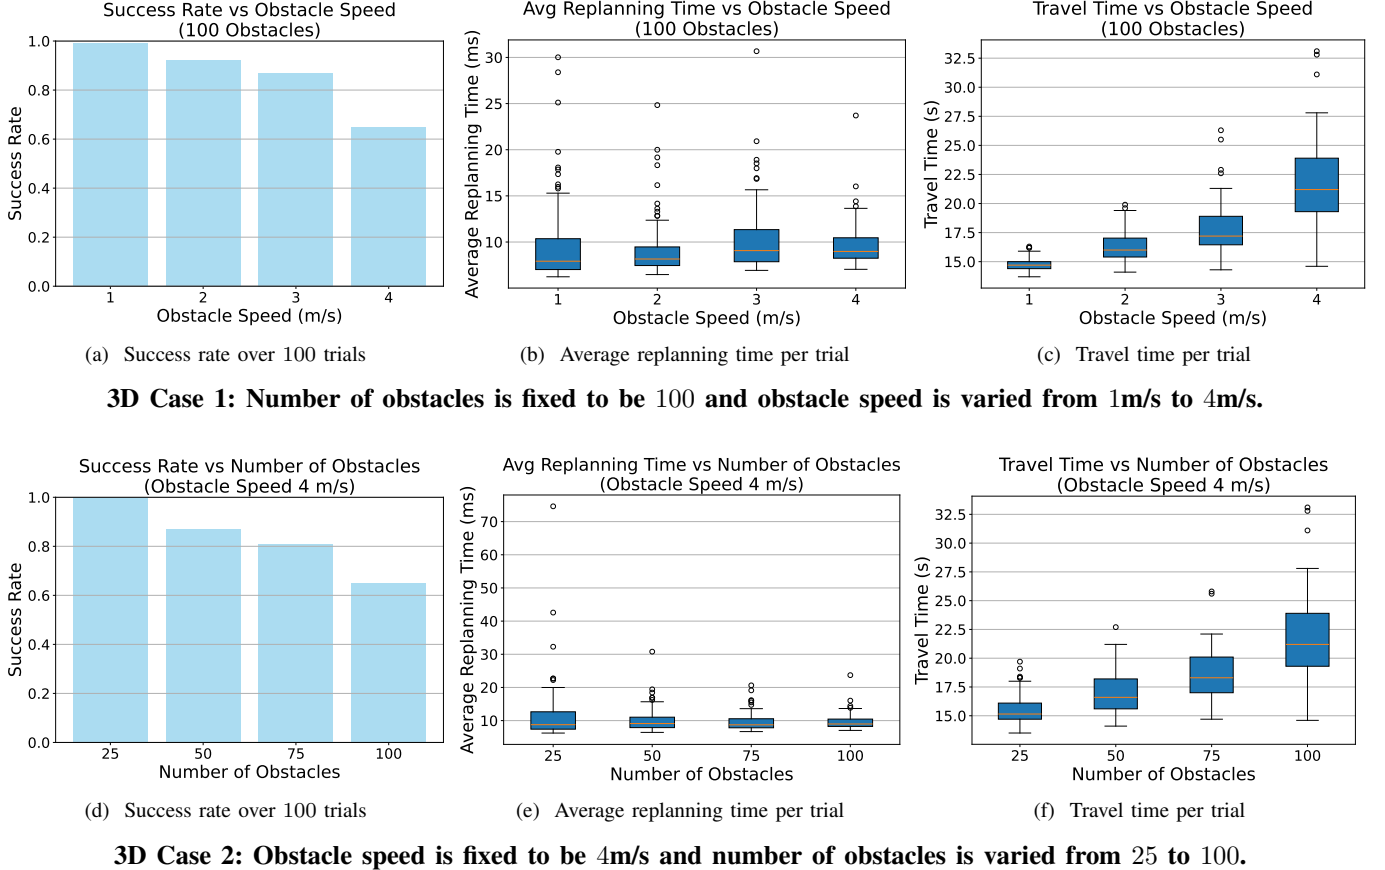 Success Rate vs Obstacle Speed
(100 Obstacles)
1.0
0.8
0.6
0.4
0.2
0.0
Success Rate
1 2 3 4
Obstacle Speed (m/s)
(a) Success rate over 100 trials
Avg Replanning Time vs Obstacle Speed
(100 Obstacles)
30
25
20
15
10
Average Replanning Time (ms)
1 2 3 4
Obstacle Speed (m/s)
(b) Average replanning time per trial
Travel Time vs Obstacle Speed
(100 Obstacles)
32.5
30.0
27.5
25.0
22.5
20.0
17.5
15.0
Travel Time (s)
1 2 3 4
Obstacle Speed (m/s)
(c) Travel time per trial
3D Case 1: Number of obstacles is fixed to be 100 and obstacle speed is varied from 1m/s to 4m/s.
Success Rate vs Number of Obstacles
(Obstacle Speed 4 m/s)
1.0
0.8
0.6
0.4
0.2
0.0
Success Rate
25 50 75 100
Number of Obstacles
(d) Success rate over 100 trials
Avg Replanning Time vs Number of Obstacles
(Obstacle Speed 4 m/s)
70
60
50
40
30
20
10
Average Replanning Time (ms)
25 50 75 100
Number of Obstacles
(e) Average replanning time per trial
Travel Time vs Number of Obstacles
(Obstacle Speed 4 m/s)
32.5
30.0
27.5
25.0
22.5
20.0
17.5
15.0
Travel Time (s)
25 50 75 100
Number of Obstacles
(f) Travel time per trial
3D Case 2: Obstacle speed is fixed to be 4m/s and number of obstacles is varied from 25 to 100.